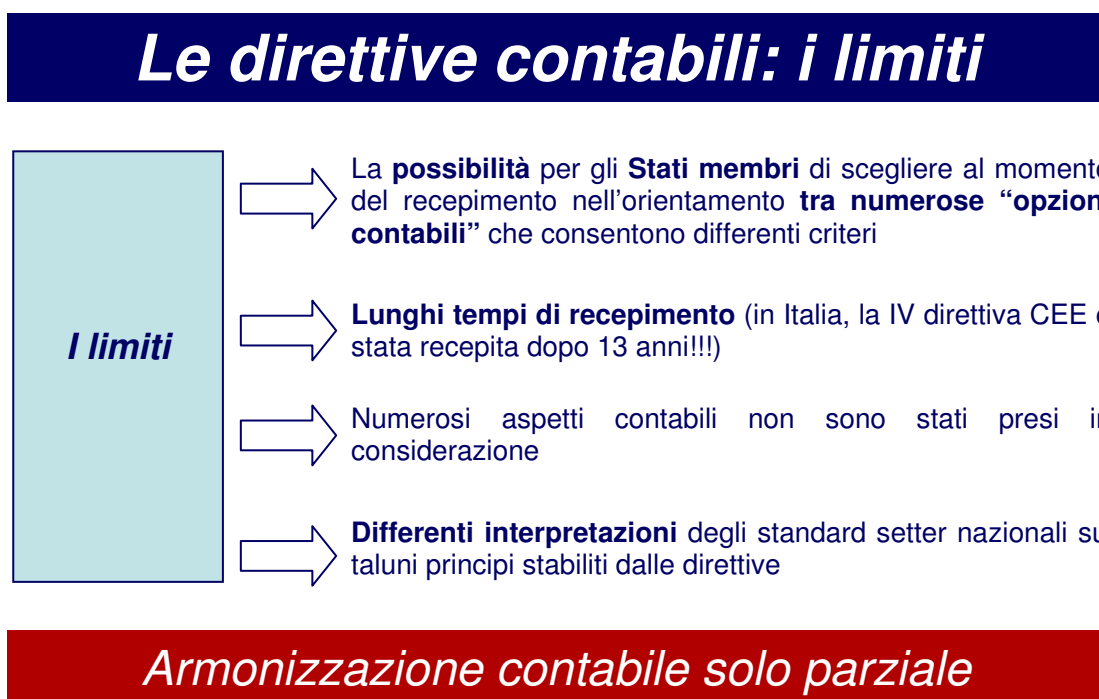 Le direttive contabili: i limiti
La possibilità per gli Stati membri di scegliere al momento
del recepimento nell'orientamento tra numerose “opzion
contabili” che consentono differenti criteri
I limiti
Lunghi tempi di recepimento (in Italia, la IV direttiva CEE
stata recepita dopo 13 anni!!!)
Numerosi aspetti contabili non sono stati presi in
considerazione
Differenti interpretazioni degli standard setter nazionali su
taluni principi stabiliti dalle direttive
Armonizzazione contabile solo parziale